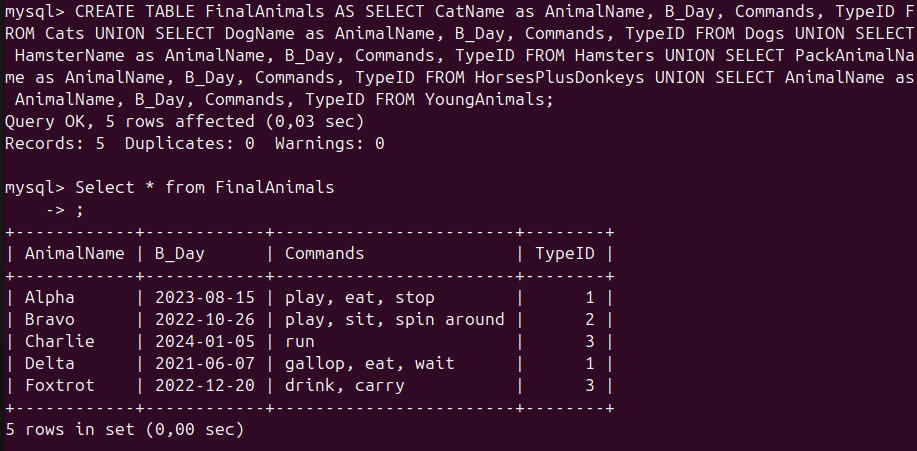 mysql> CREATE TABLE FinalAnimals AS SELECT CatName as AnimalName, B_Day, Commands, TypeID F
ROM Cats UNION SELECT DogName as AnimalName, B_Day, Commands, TypeID FROM Dogs UNION SELECT
 HamsterName as AnimalName, B_Day, Commands, TypeID FROM Hamsters UNION SELECT PackAnimalNa
me as AnimalName, B_Day, Commands, TypeID FROM HorsesPlusDonkeys UNION SELECT AnimalName as
 AnimalName, B_Day, Commands, TypeID FROM YoungAnimals;
Query OK, 5 rows affected (0,03 sec)
Records: 5  Duplicates: 0  Warnings: 0

mysql> Select * from FinalAnimals
    -> ;
+------------+------------+------------------------+--------+
| AnimalName | B_Day      | Commands               | TypeID |
+------------+------------+------------------------+--------+
| Alpha      | 2023-08-15 | play, eat, stop        |      1 |
| Bravo      | 2022-10-26 | play, sit, spin around |      2 |
| Charlie    | 2024-01-05 | run                    |      3 |
| Delta      | 2021-06-07 | gallop, eat, wait      |      1 |
| Foxtrot    | 2022-12-20 | drink, carry           |      3 |
+------------+------------+------------------------+--------+
5 rows in set (0,00 sec)